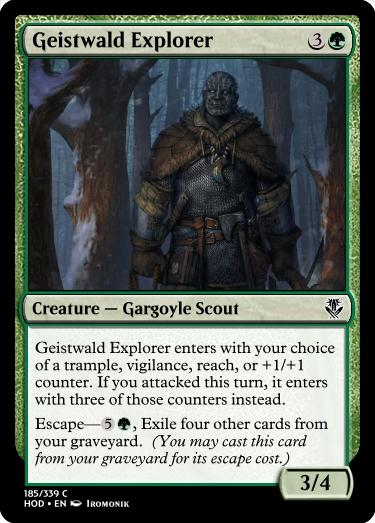 Geistwald Explorer 3
Creature — Gargoyle Scout
Geistwald Explorer enters with your choice
of a trample, vigilance, reach, or +1/+1
counter. If you attacked this turn, it enters
with three of those counters instead.
Escape—5, Exile four other cards from
your graveyard. (You may cast this card
from your graveyard for its escape cost.)
3/4
185/339 C
HOD • EN Iromonik